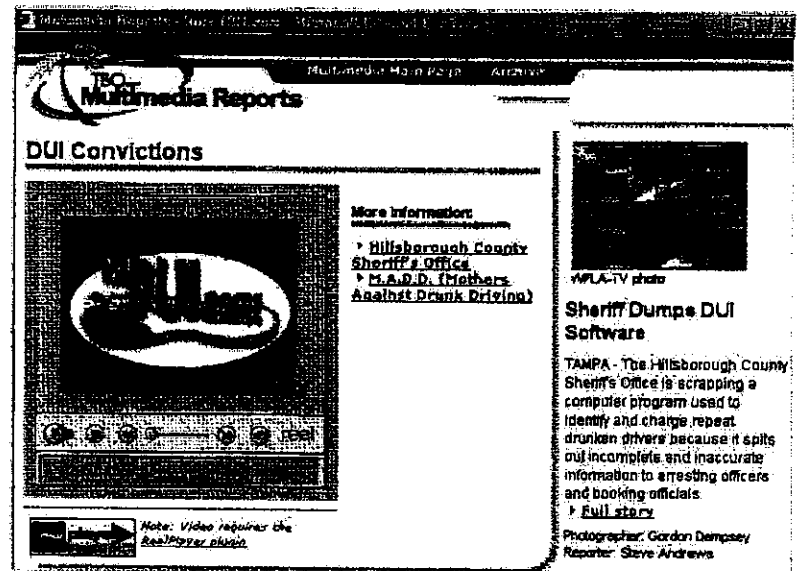 Multimedia Main Page Archive
TBO
Multimedia Reports
DUI Convictions
More Information:
Hillsborough County
Sheriff's Office
M.A.D.D. (Mothers
Against Drunk Driving)
real
Note: Video requires the
RealPlayer plugin
WFLA-TV photo
Sheriff Dumps DUI
Software
TAMPA - The Hillsborough County
Sheriff's Office is scrapping a
computer program used to
identify and charge repeat
drunken drivers because it spits
out incomplete and inaccurate
information to arresting officers
and booking officials.
Full story
Photographer: Gordon Dempsey
Reporter: Steve Andrews